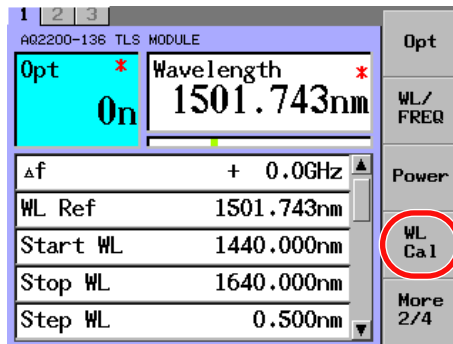 1 2 3
AQ2200-136 TLS MODULE
Opt *
On
Wavelength *
1501.743nm
▵f + 0.0GHz
WL Ref 1501.743nm
Start WL 1440.000nm
Stop WL 1640.000nm
Step WL 0.500nm
Opt
WL/
FREQ
Power
WL
Cal
More
2/4